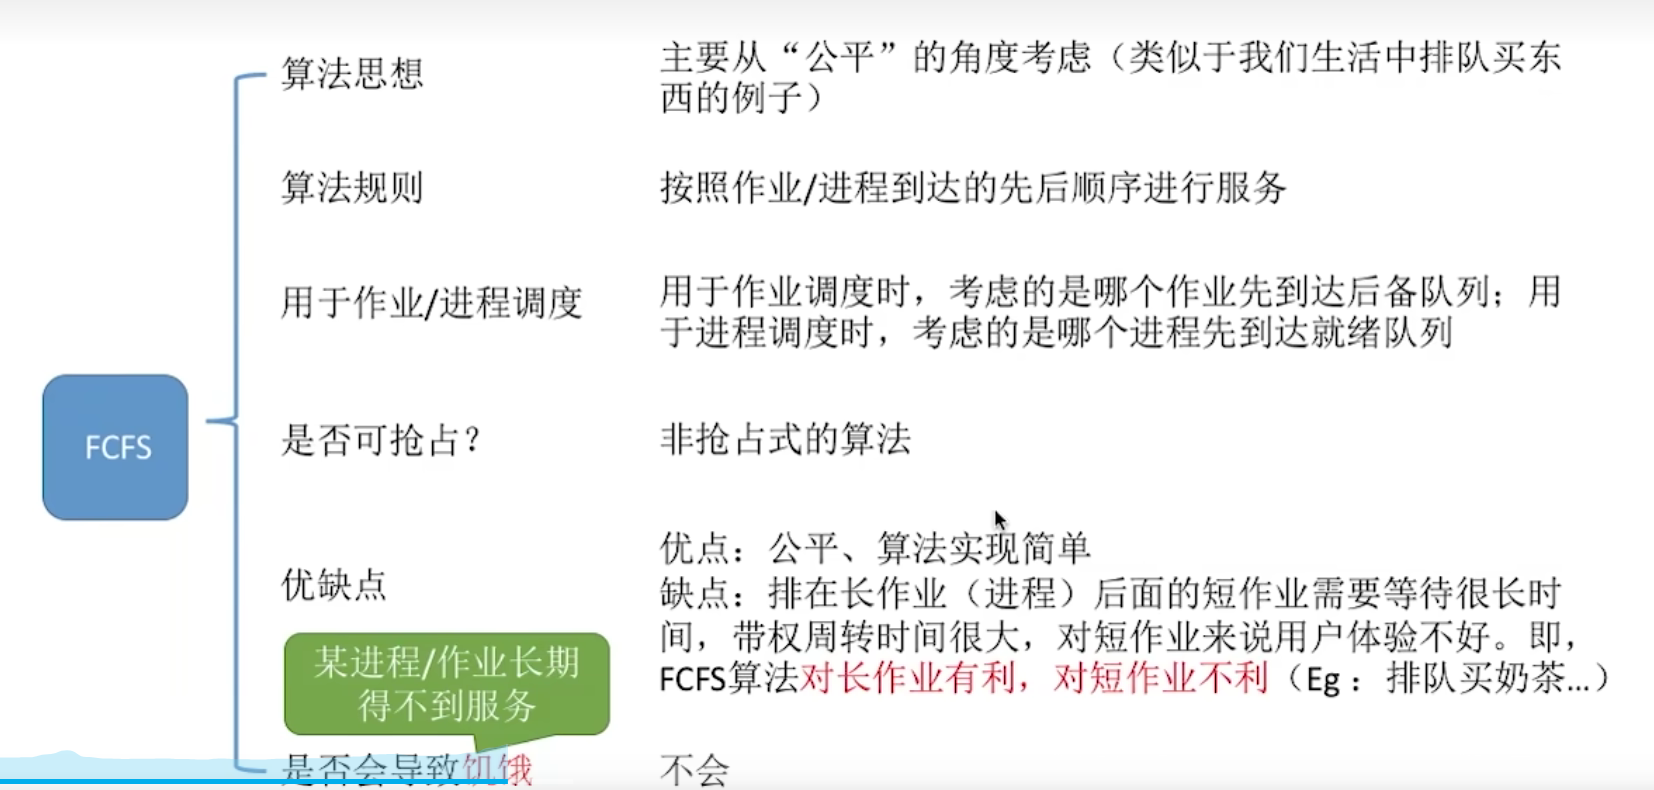 算法思想
主要从“公平”的角度考虑（类似于我们生活中排队买东
西的例子）
算法规则
按照作业/进程到达的先后顺序进行服务
用于作业/进程调度
用于作业调度时，考虑的是哪个作业先到达后备队列；用
于进程调度时，考虑的是哪个进程先到达就绪队列
FCFS
是否可抢占？
非抢占式的算法
优缺点
优点：公平、算法实现简单
缺点：排在长作业（进程）后面的短作业需要等待很长时
间，带权周转时间很大，对短作业来说用户体验不好。即，
FCFS算法对长作业有利，对短作业不利（Eg：排队买奶茶...）
某进程/作业长期
得不到服务
是否会导致饥饿
不会